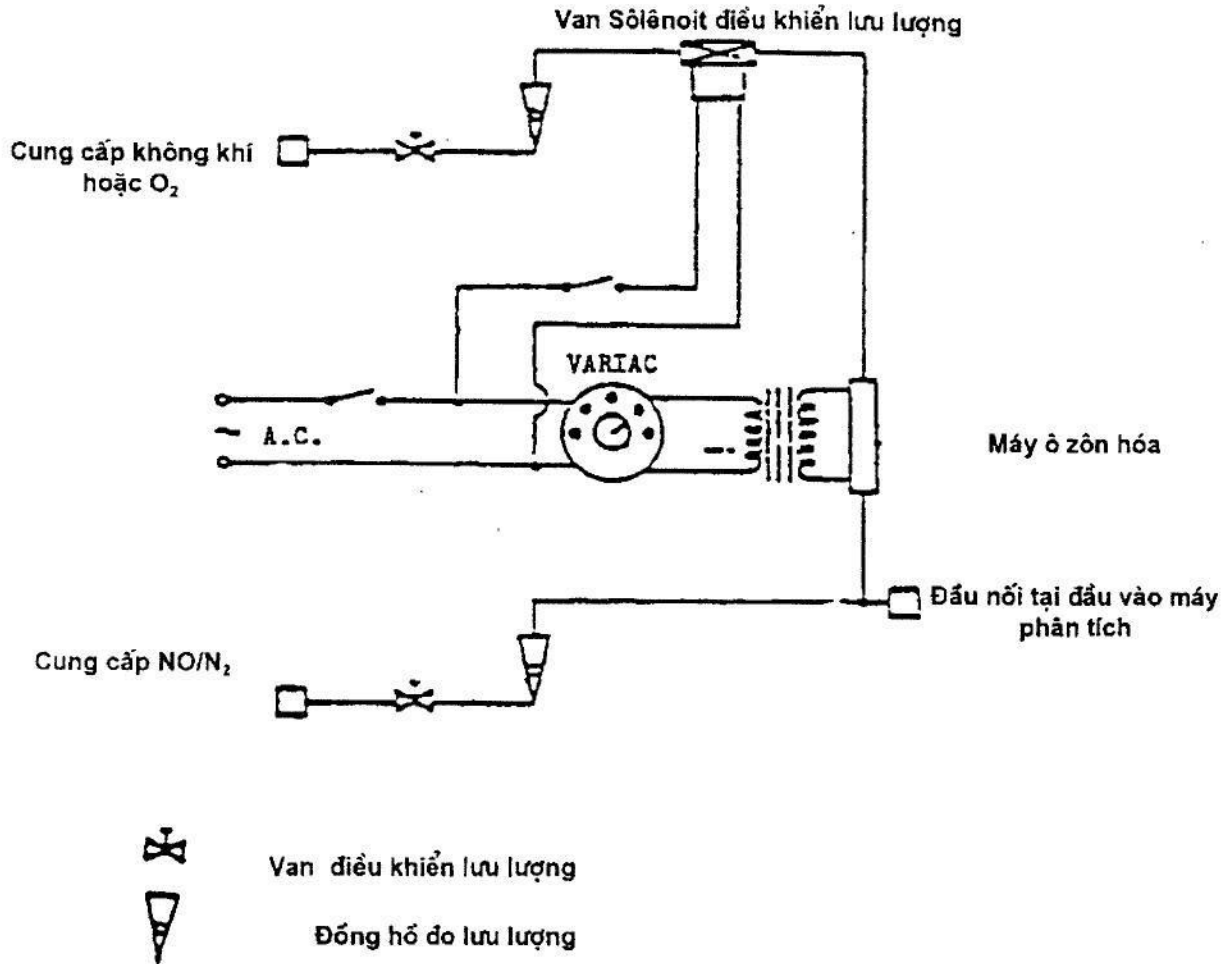 Van Sôlênoit điều khiển lưu lượng
Cung cấp không khí
hoặc O₂
VARIAC
~ A.C.
Máy ô zôn hóa
Đầu nối tại đầu vào máy
phân tích
Cung cấp NO/N₂
Van điều khiển lưu lượng
Đồng hồ đo lưu lượng